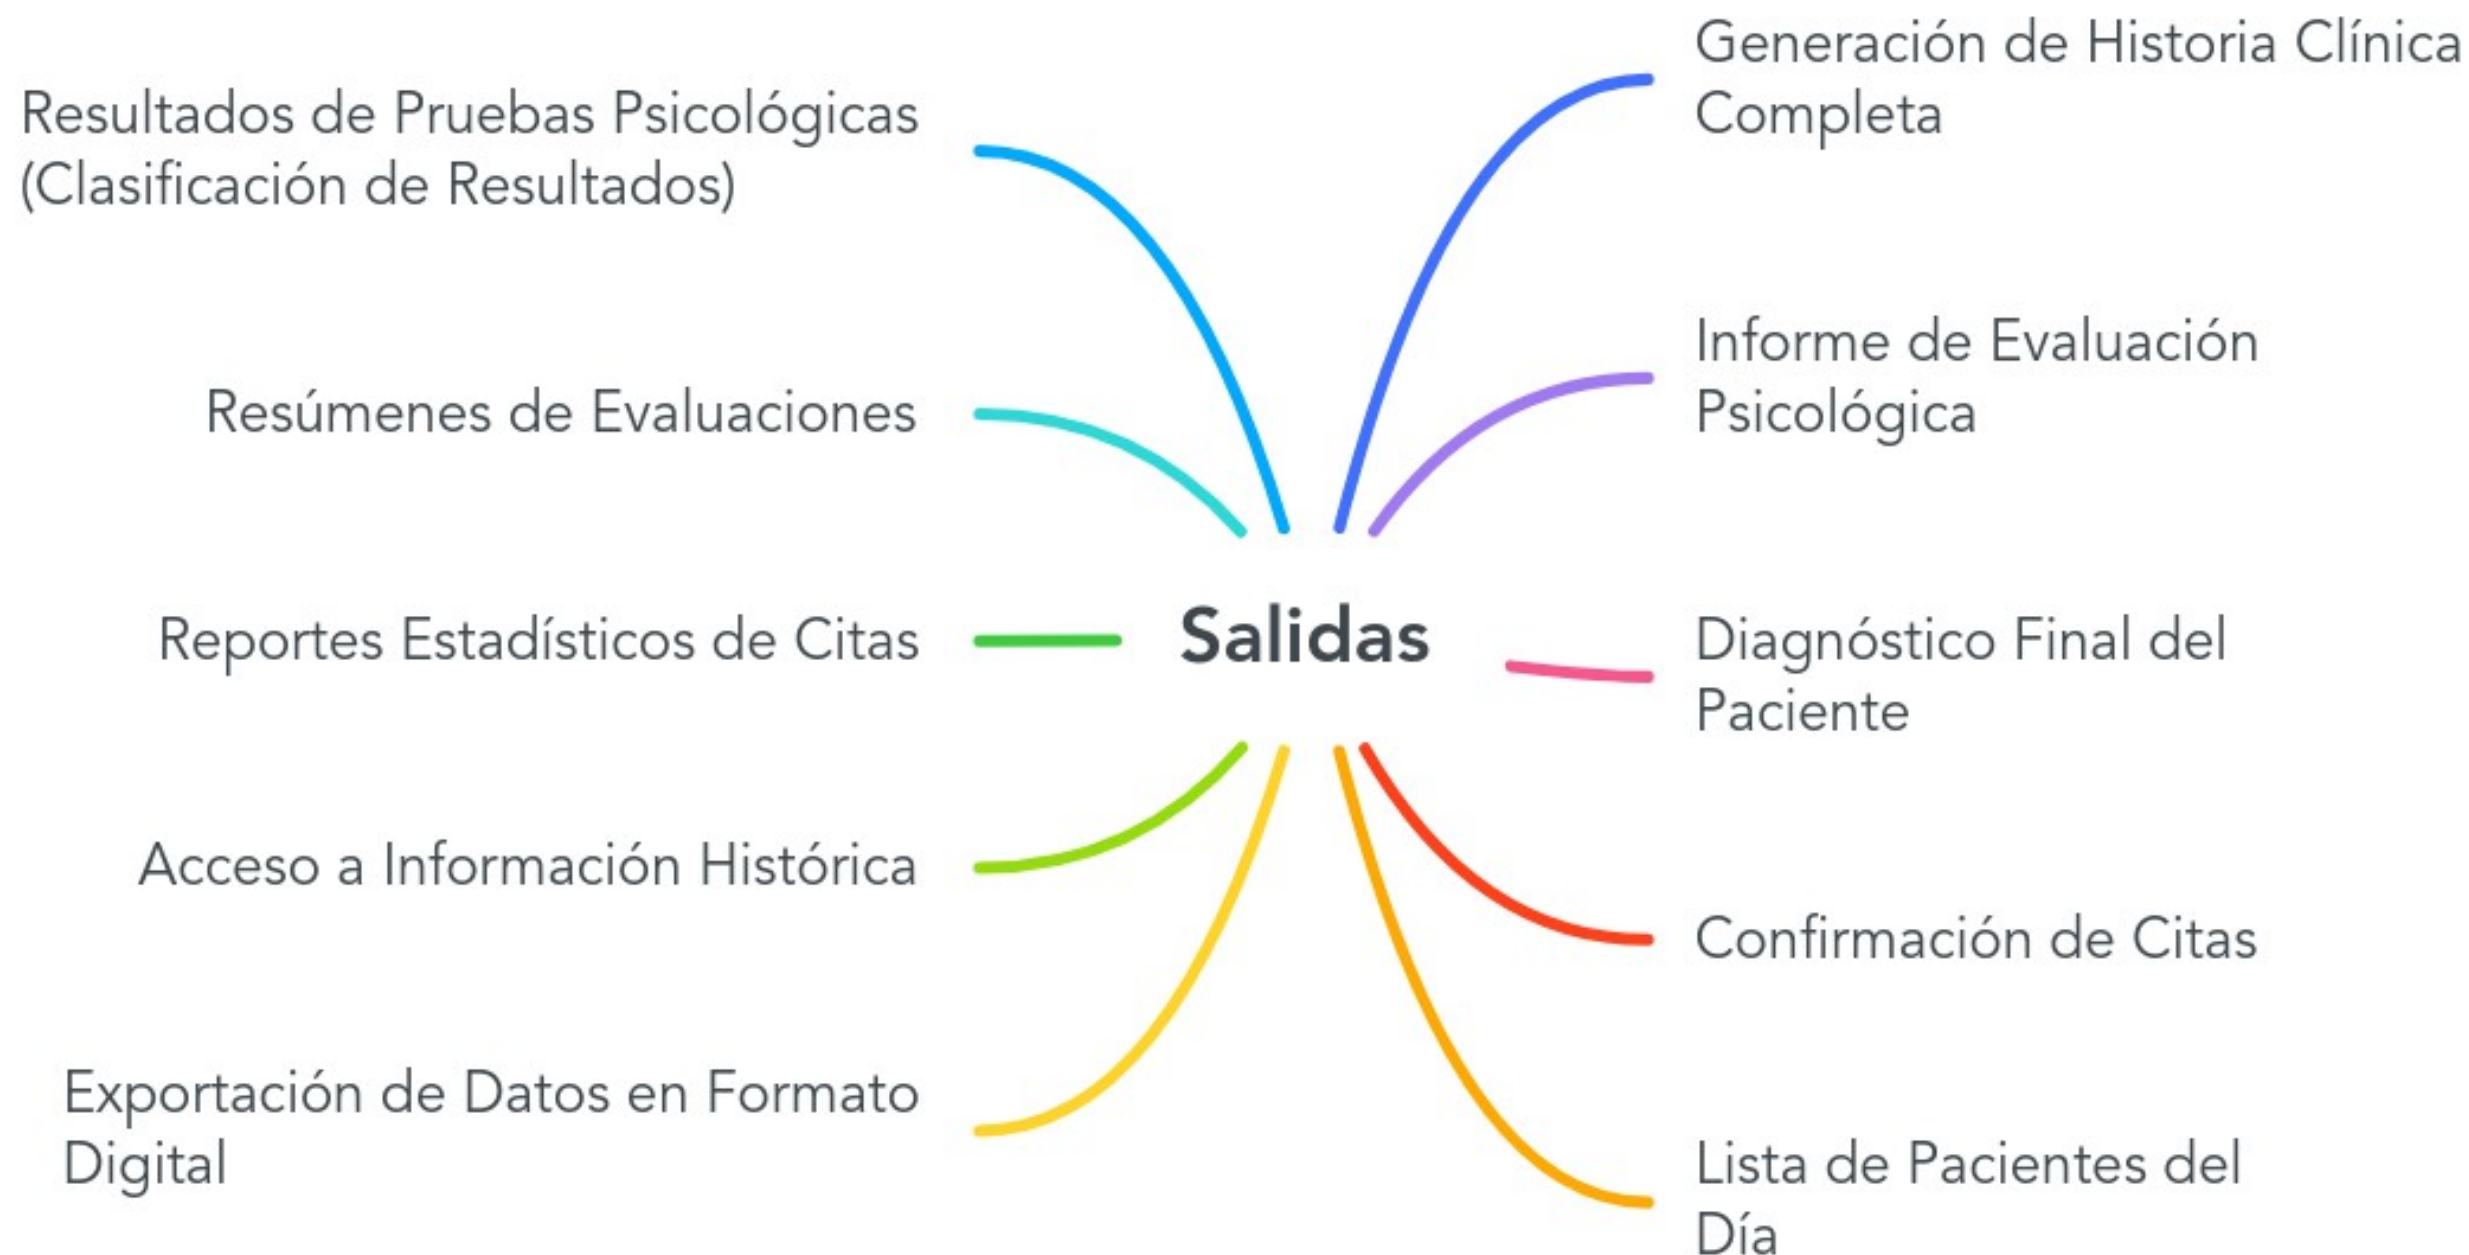 Resultados de Pruebas Psicológicas
(Clasificación de Resultados)
Resúmenes de Evaluaciones
Reportes Estadísticos de Citas
Acceso a Información Histórica
Exportación de Datos en Formato
Digital
Salidas
Generación de Historia Clínica
Completa
Informe de Evaluación
Psicológica
Diagnóstico Final del
Paciente
Confirmación de Citas
Lista de Pacientes del
Día